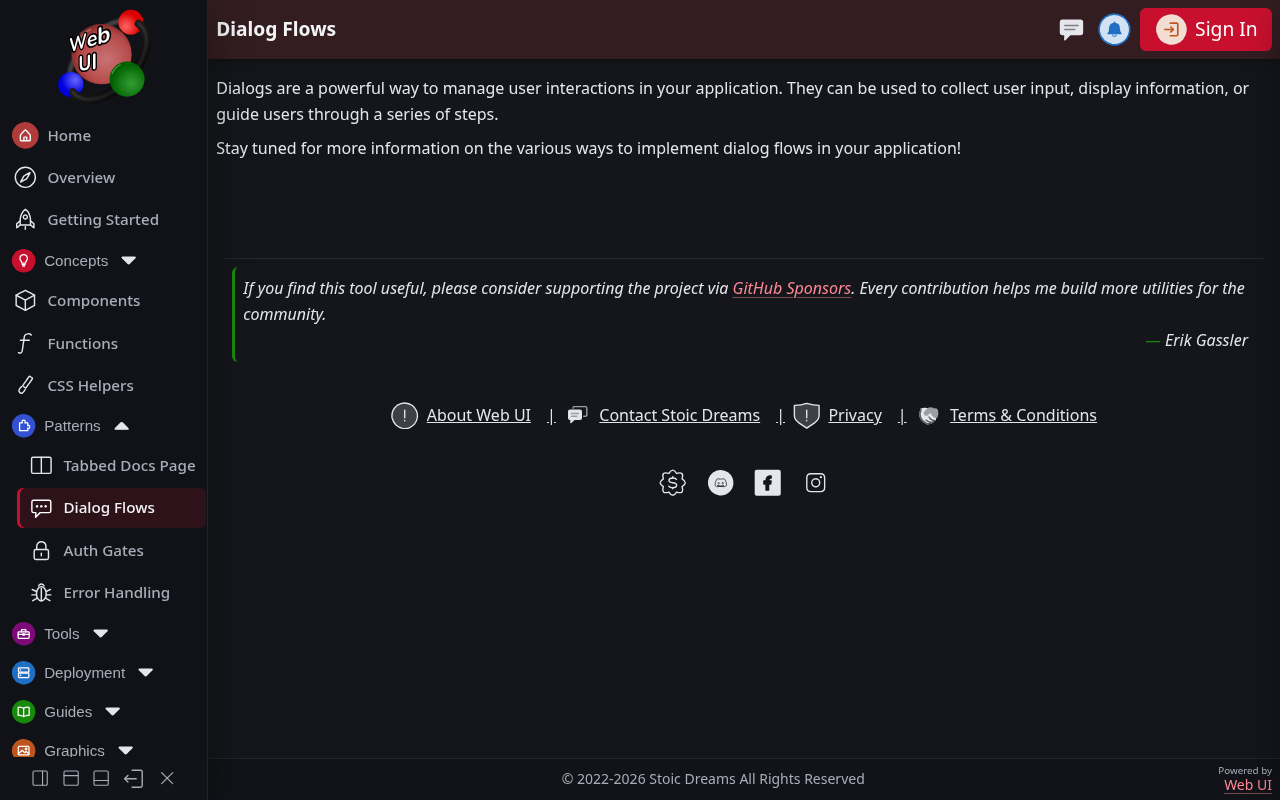 Web
UI
Home
Overview
Getting Started
Concepts
Components
Functions
CSS Helpers
Patterns
Tabbed Docs Page
Dialog Flows
Auth Gates
Error Handling
Tools
Deployment
Guides
Graphics
Dialog Flows
Sign In
Dialogs are a powerful way to manage user interactions in your application. They can be used to collect user input, display information, or
guide users through a series of steps.
Stay tuned for more information on the various ways to implement dialog flows in your application!
If you find this tool useful, please consider supporting the project via GitHub Sponsors. Every contribution helps me build more utilities for the
community.
— Erik Gassler
About Web UI | Contact Stoic Dreams | Privacy | Terms & Conditions
© 2022-2026 Stoic Dreams All Rights Reserved
Powered by
Web UI